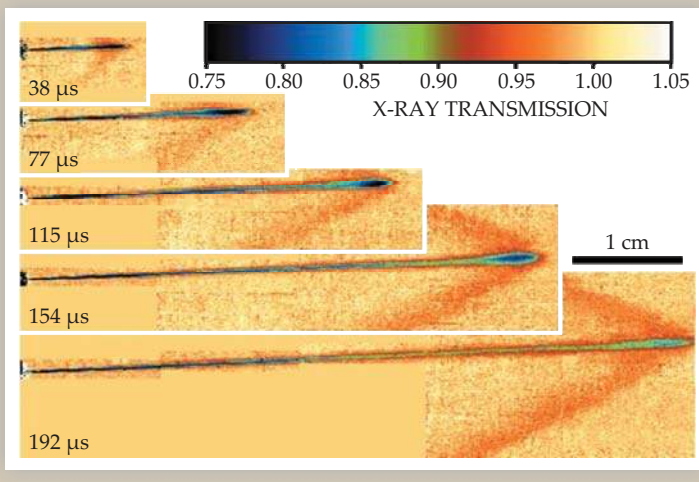 38 µs
0.75 0.80 0.85 0.90 0.95 1.00 1.05
X-RAY TRANSMISSION
77 µs
115 µs
1 cm
154 µs
192 µs